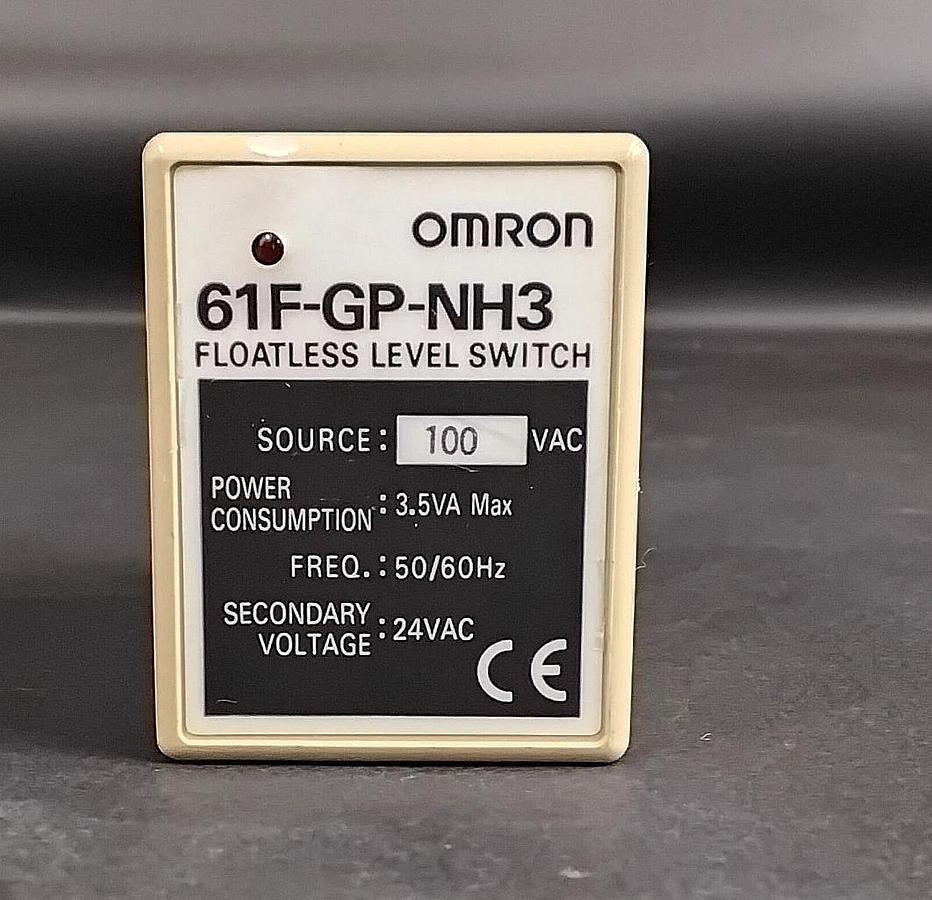 OMRON
61F-GP-NH3
FLOATLESS LEVEL SWITCH
SOURCE: 100 VAC
POWER CONSUMPTION: 3.5VA Max
FREQ.: 50/60Hz
SECONDARY VOLTAGE: 24VAC
CE